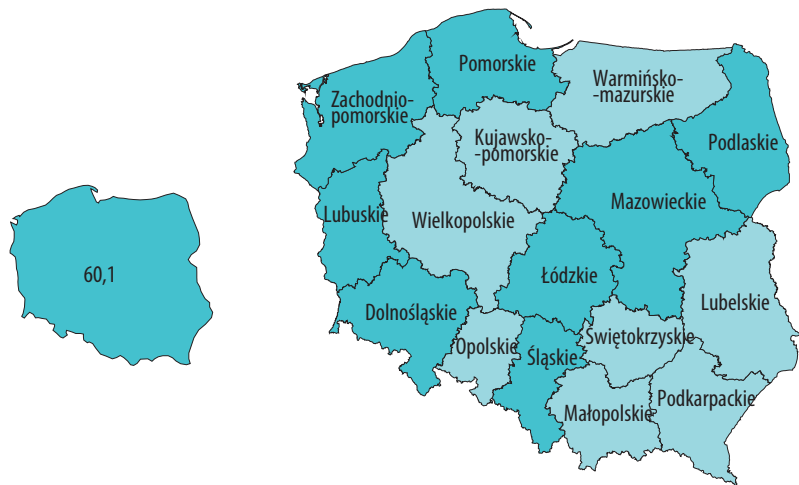 Pomorskie
Warmińsko-
-mazurskie
Zachodnio-
pomorskie
Kujawsko-
-pomorskie
Podlaskie
Lubuskie
Wielkopolskie
Mazowieckie
60,1
Łódzkie
Lubelskie
Dolnośląskie
Opolskie
Śląskie
Świętokrzyskie
Małopolskie
Podkarpackie